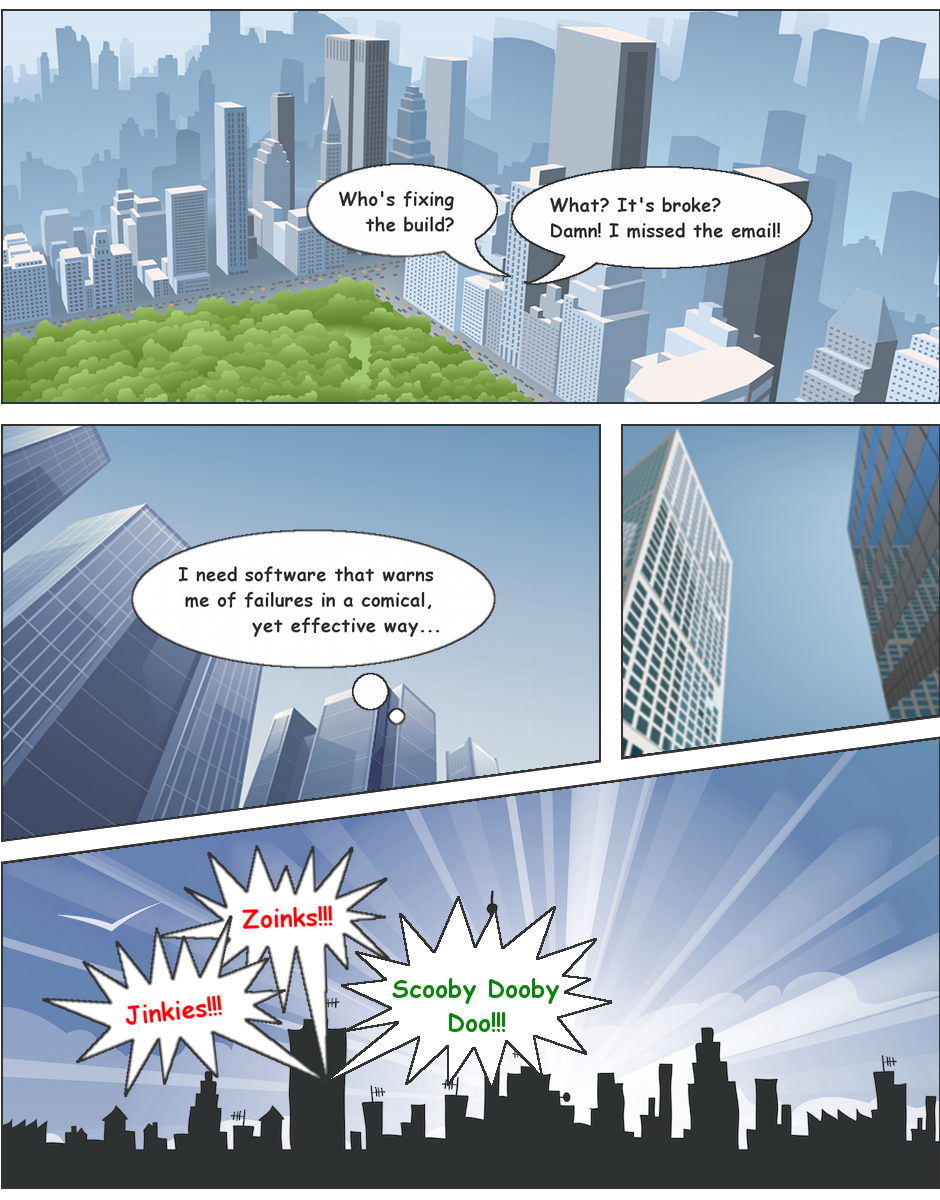 Who's fixing
the build?
What? It's broke?
Damn! I missed the email!
I need software that warns
me of failures in a comical,
yet effective way...
Zoinks!!!
Jinkies!!!
Scooby Dooby
Doo!!!